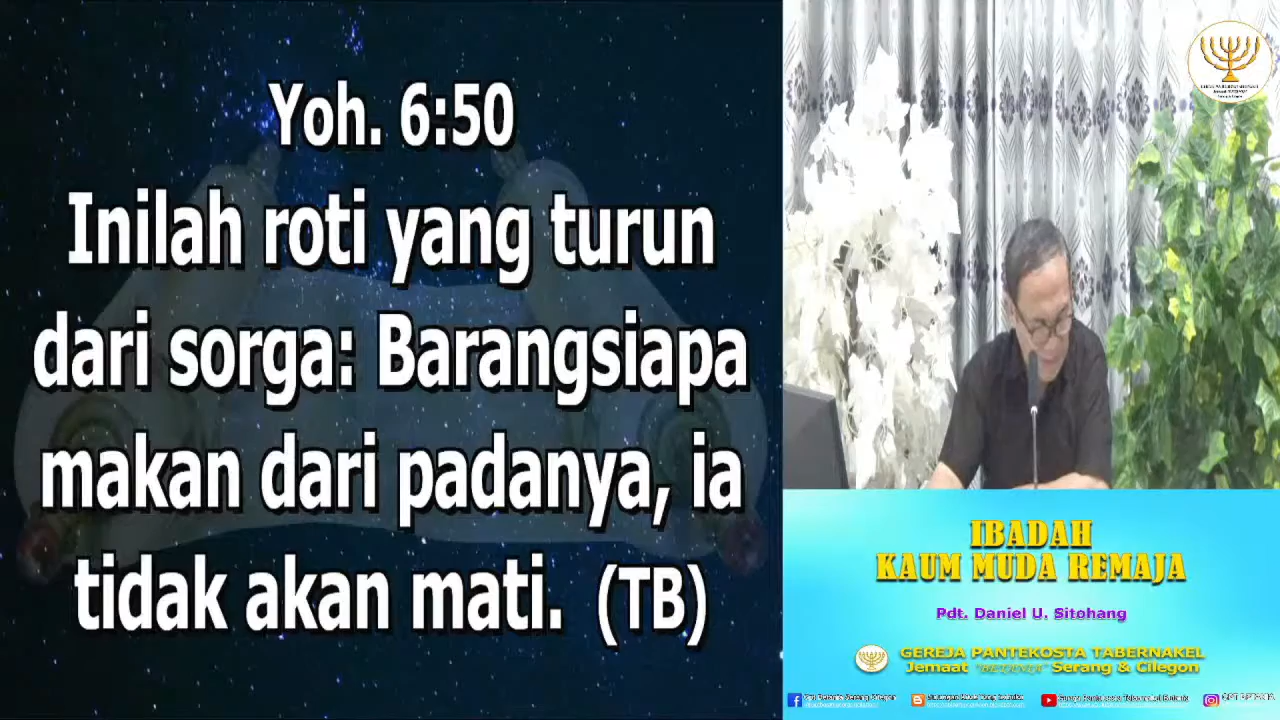 Yoh. 6:50
Inilah roti yang turun
dari sorga: Barangsiapa
makan dari padanya, ia
tidak akan mati. (TB)
IBADAH
KAUM MUDA REMAJA
Pdt. Daniel U. Sitohang
GEREJA PANTEKOSTA TABERNAKEL
Jemaat Serang & Cilegon